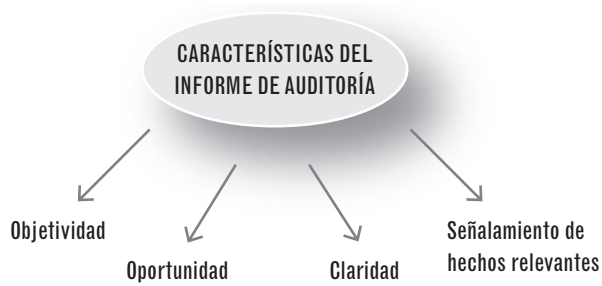 CARACTERÍSTICAS DEL
INFORME DE AUDITORÍA
Objetividad
Oportunidad
Claridad
Señalamiento de
hechos relevantes